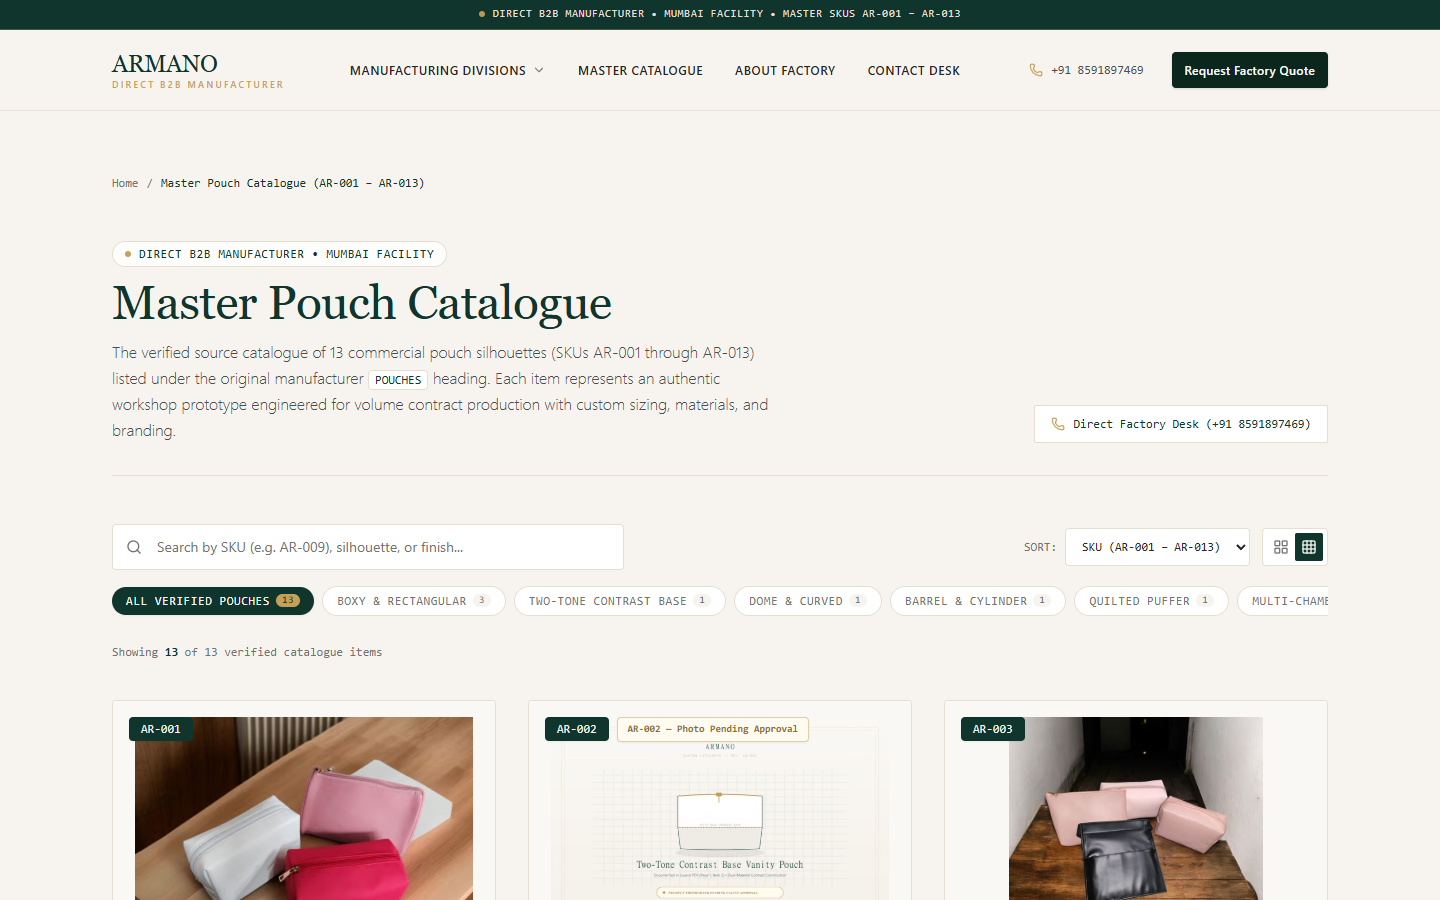 DIRECT B2B MANUFACTURER • MUMBAI FACILITY • MASTER SKUS AR-001 – AR-013
ARMANO
DIRECT B2B MANUFACTURER
MANUFACTURING DIVISIONS
MASTER CATALOGUE
ABOUT FACTORY
CONTACT DESK
+91 8591897469
Request Factory Quote
Home / Master Pouch Catalogue (AR-001 – AR-013)
DIRECT B2B MANUFACTURER • MUMBAI FACILITY
Master Pouch Catalogue
The verified source catalogue of 13 commercial pouch silhouettes (SKUs AR-001 through AR-013)
listed under the original manufacturer POUCHES heading. Each item represents an authentic
workshop prototype engineered for volume contract production with custom sizing, materials, and
branding.
Direct Factory Desk (+91 8591897469)
Search by SKU (e.g. AR-009), silhouette, or finish...
SORT: SKU (AR-001 – AR-013)
ALL VERIFIED POUCHES 13
BOXY & RECTANGULAR 3
TWO-TONE CONTRAST BASE 1
DOME & CURVED 1
BARREL & CYLINDER 1
QUILTED PUFFER 1
MULTI-CHAMB
Showing 13 of 13 verified catalogue items
AR-001
AR-002
AR-002 — Photo Pending Approval
ARMANO
Two-Tone Contrast Base Vanity Pouch
AR-003